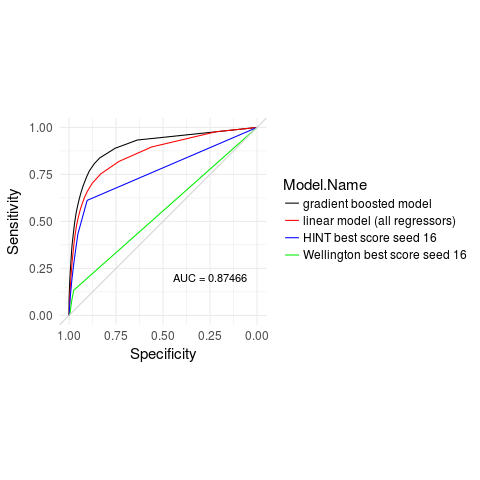 Sensitivity
1.00
0.75
0.50
0.25
0.00
AUC = 0.87466
1.00 0.75 0.50 0.25 0.00
Specificity
Model.Name
gradient boosted model
linear model (all regressors)
HINT best score seed 16
Wellington best score seed 16